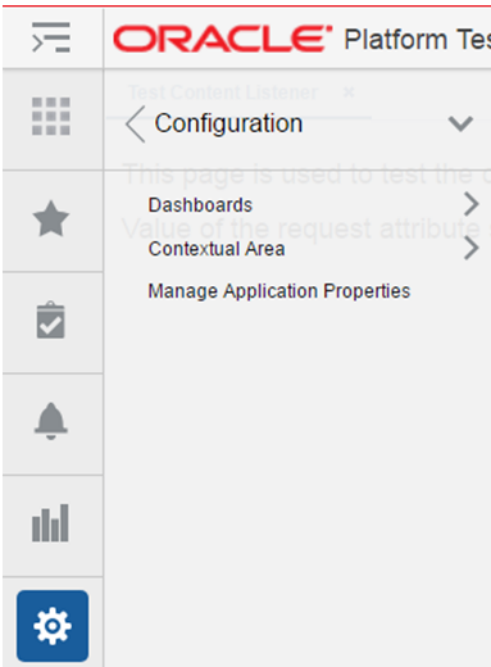 ORACLE® Platform Tes
Test Content Listener ×
Configuration
This page is used to test the c
Dashboards
Value of the request attribute
Contextual Area
Manage Application Properties